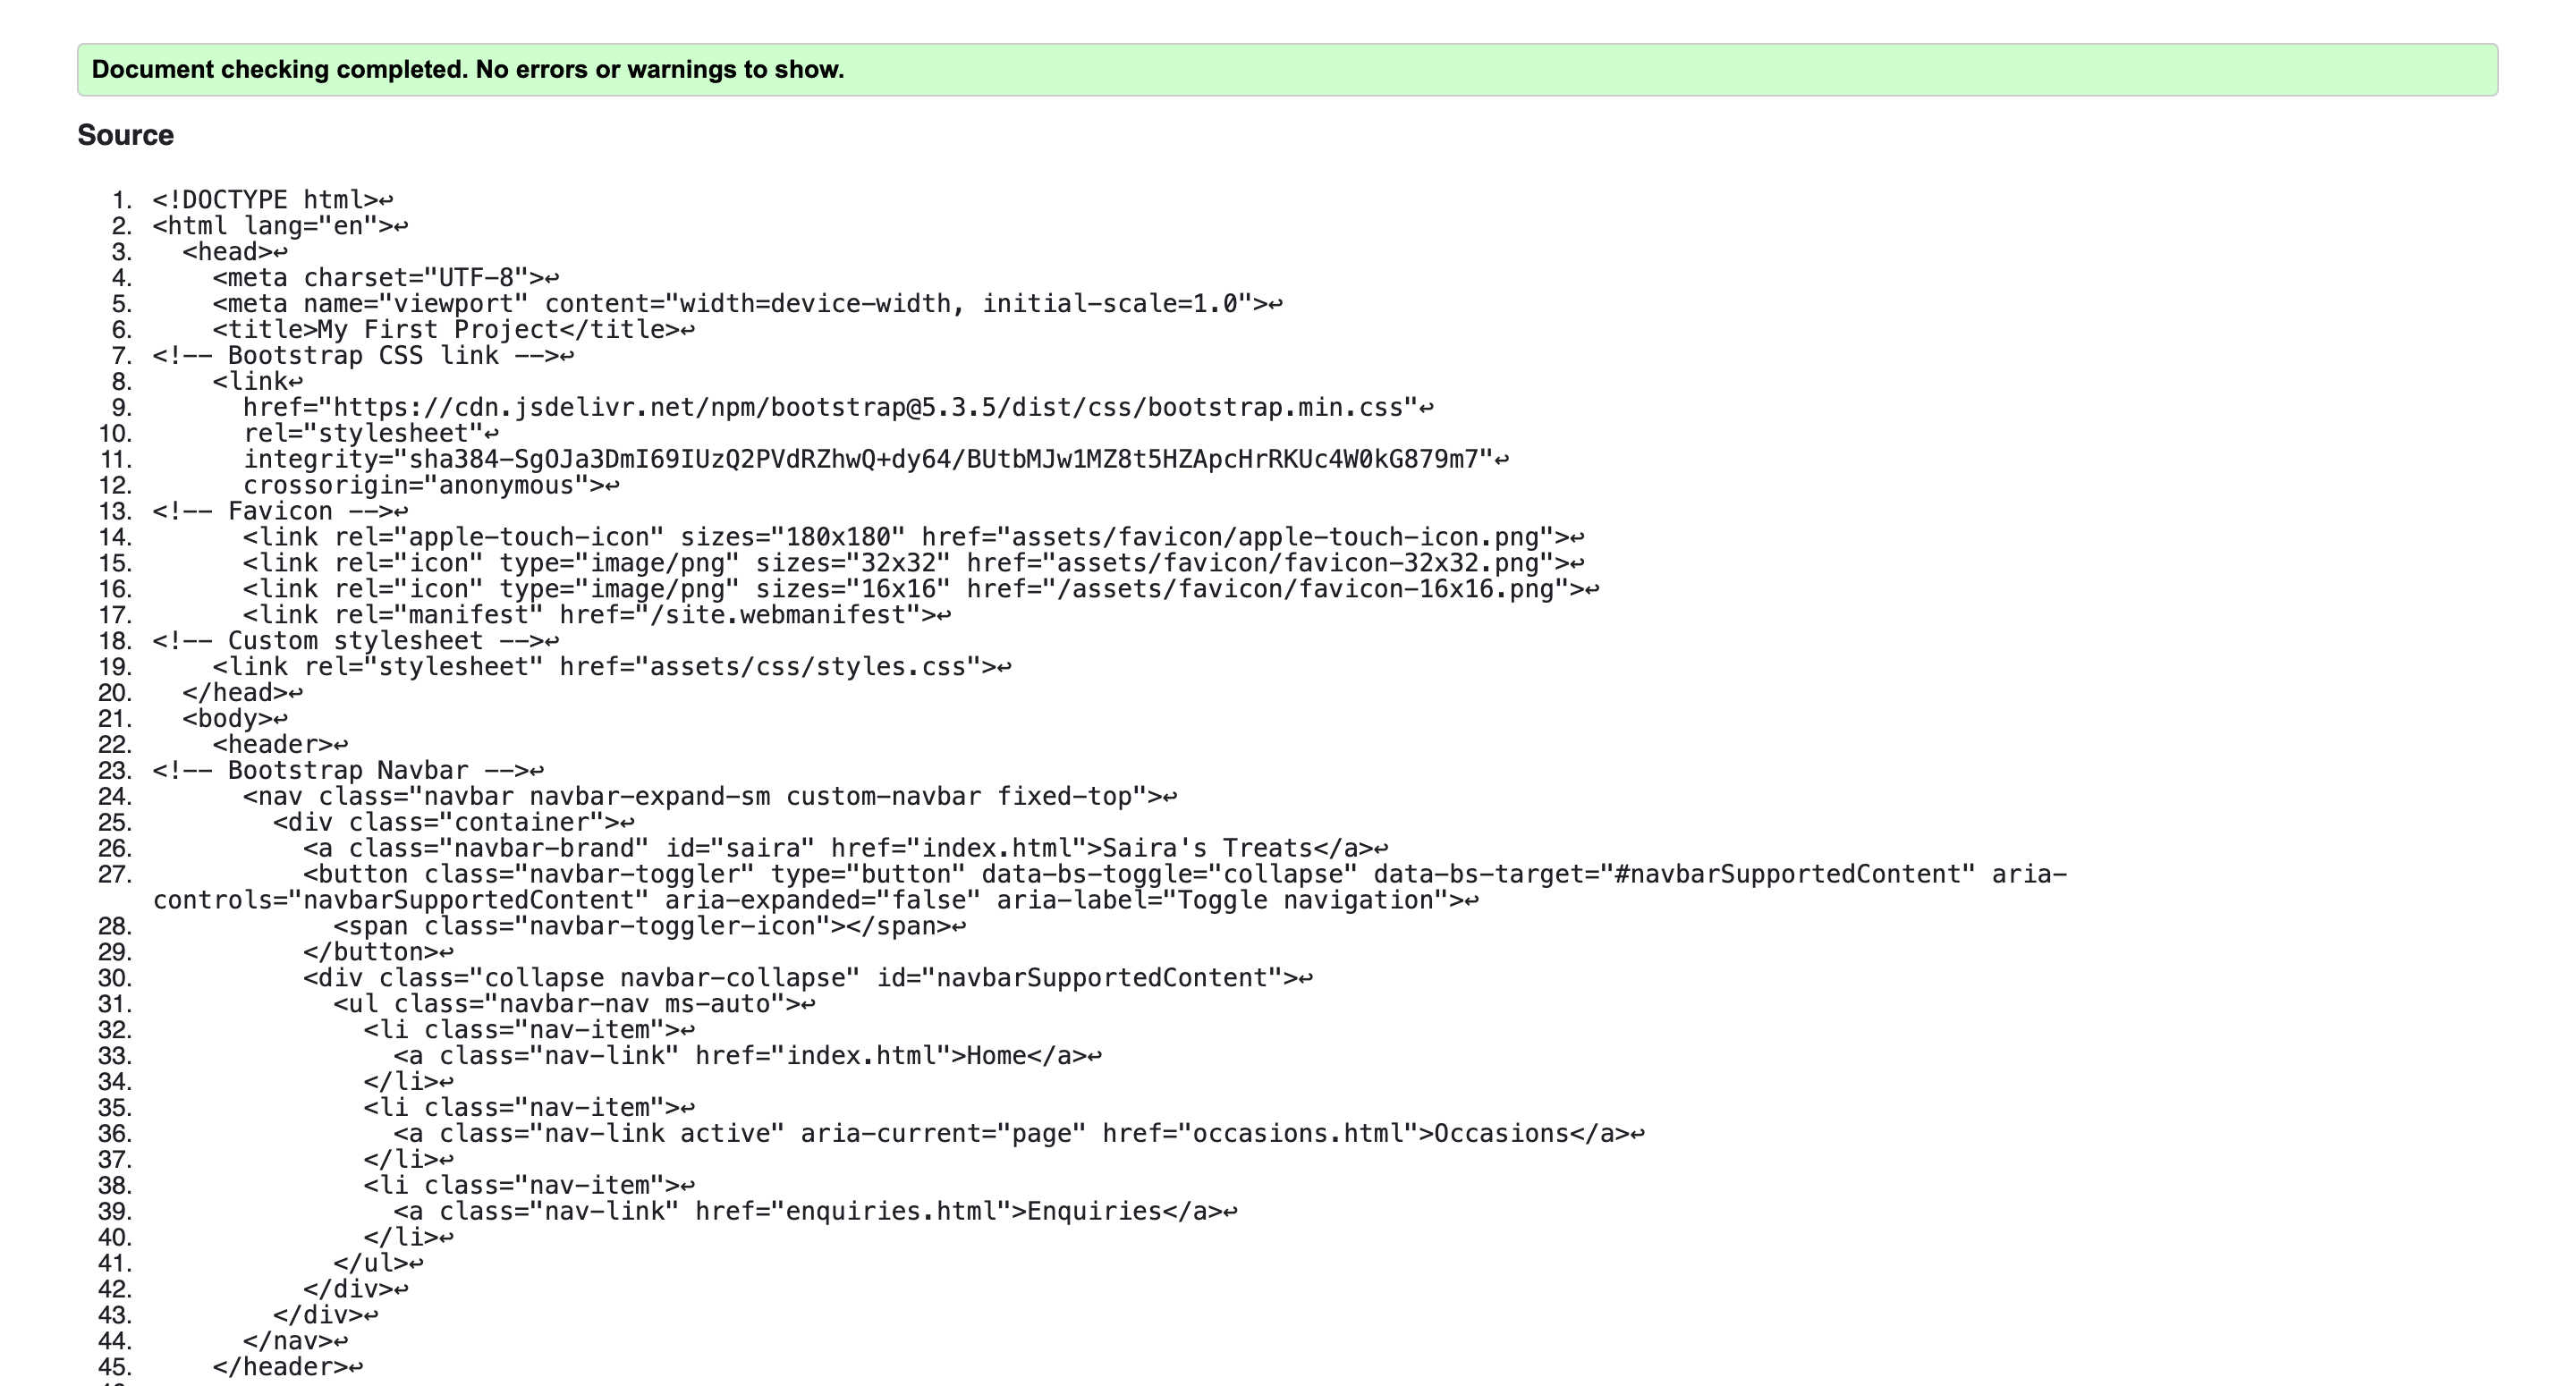 Document checking completed. No errors or warnings to show.
Source
1. <!DOCTYPE html>↩
2. <html lang="en">↩
3.   <head>↩
4.     <meta charset="UTF-8">↩
5.     <meta name="viewport" content="width=device-width, initial-scale=1.0">↩
6.     <title>My First Project</title>↩
7. <!-- Bootstrap CSS link -->↩
8.     <link↩
9.       href="https://cdn.jsdelivr.net/npm/bootstrap@5.3.5/dist/css/bootstrap.min.css"↩
10.       rel="stylesheet"↩
11.       integrity="sha384-SgOJa3DmI69IUzQ2PVdRZhwQ+dy64/BUtbMJw1MZ8t5HZApcHrRKUc4W0kG879m7"↩
12.       crossorigin="anonymous">↩
13. <!-- Favicon -->↩
14.       <link rel="apple-touch-icon" sizes="180x180" href="assets/favicon/apple-touch-icon.png">↩
15.       <link rel="icon" type="image/png" sizes="32x32" href="assets/favicon/favicon-32x32.png">↩
16.       <link rel="icon" type="image/png" sizes="16x16" href="/assets/favicon/favicon-16x16.png">↩
17.       <link rel="manifest" href="/site.webmanifest">↩
18. <!-- Custom stylesheet -->↩
19.     <link rel="stylesheet" href="assets/css/styles.css">↩
20.   </head>↩
21.   <body>↩
22.     <header>↩
23. <!-- Bootstrap Navbar -->↩
24.       <nav class="navbar navbar-expand-sm custom-navbar fixed-top">↩
25.         <div class="container">↩
26.           <a class="navbar-brand" id="saira" href="index.html">Saira's Treats</a>↩
27.           <button class="navbar-toggler" type="button" data-bs-toggle="collapse" data-bs-target="#navbarSupportedContent" aria-
controls="navbarSupportedContent" aria-expanded="false" aria-label="Toggle navigation">↩
28.             <span class="navbar-toggler-icon"></span>↩
29.           </button>↩
30.           <div class="collapse navbar-collapse" id="navbarSupportedContent">↩
31.             <ul class="navbar-nav ms-auto">↩
32.               <li class="nav-item">↩
33.                 <a class="nav-link" href="index.html">Home</a>↩
34.               </li>↩
35.               <li class="nav-item">↩
36.                 <a class="nav-link active" aria-current="page" href="occasions.html">Occasions</a>↩
37.               </li>↩
38.               <li class="nav-item">↩
39.                 <a class="nav-link" href="enquiries.html">Enquiries</a>↩
40.               </li>↩
41.             </ul>↩
42.           </div>↩
43.         </div>↩
44.       </nav>↩
45.     </header>↩